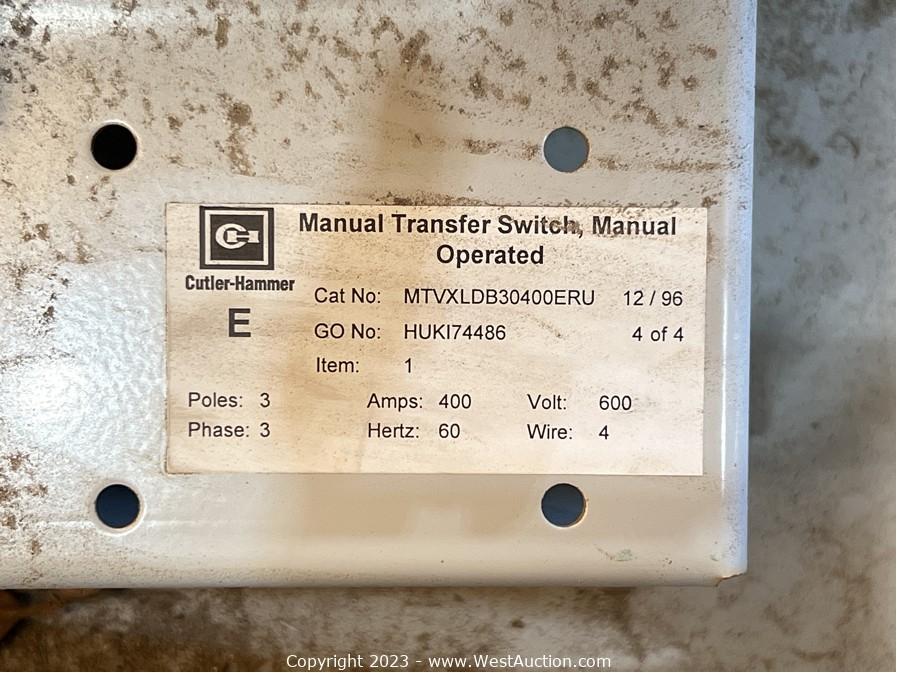 Manual Transfer Switch, Manual
Operated
CH
Cutler-Hammer
E
Cat No: MTVXLDB30400ERU 12 / 96
GO No: HUKI74486 4 of 4
Item: 1
Poles: 3 Amps: 400 Volt: 600
Phase: 3 Hertz: 60 Wire: 4
Copyright 2023 - www.WestAuction.com